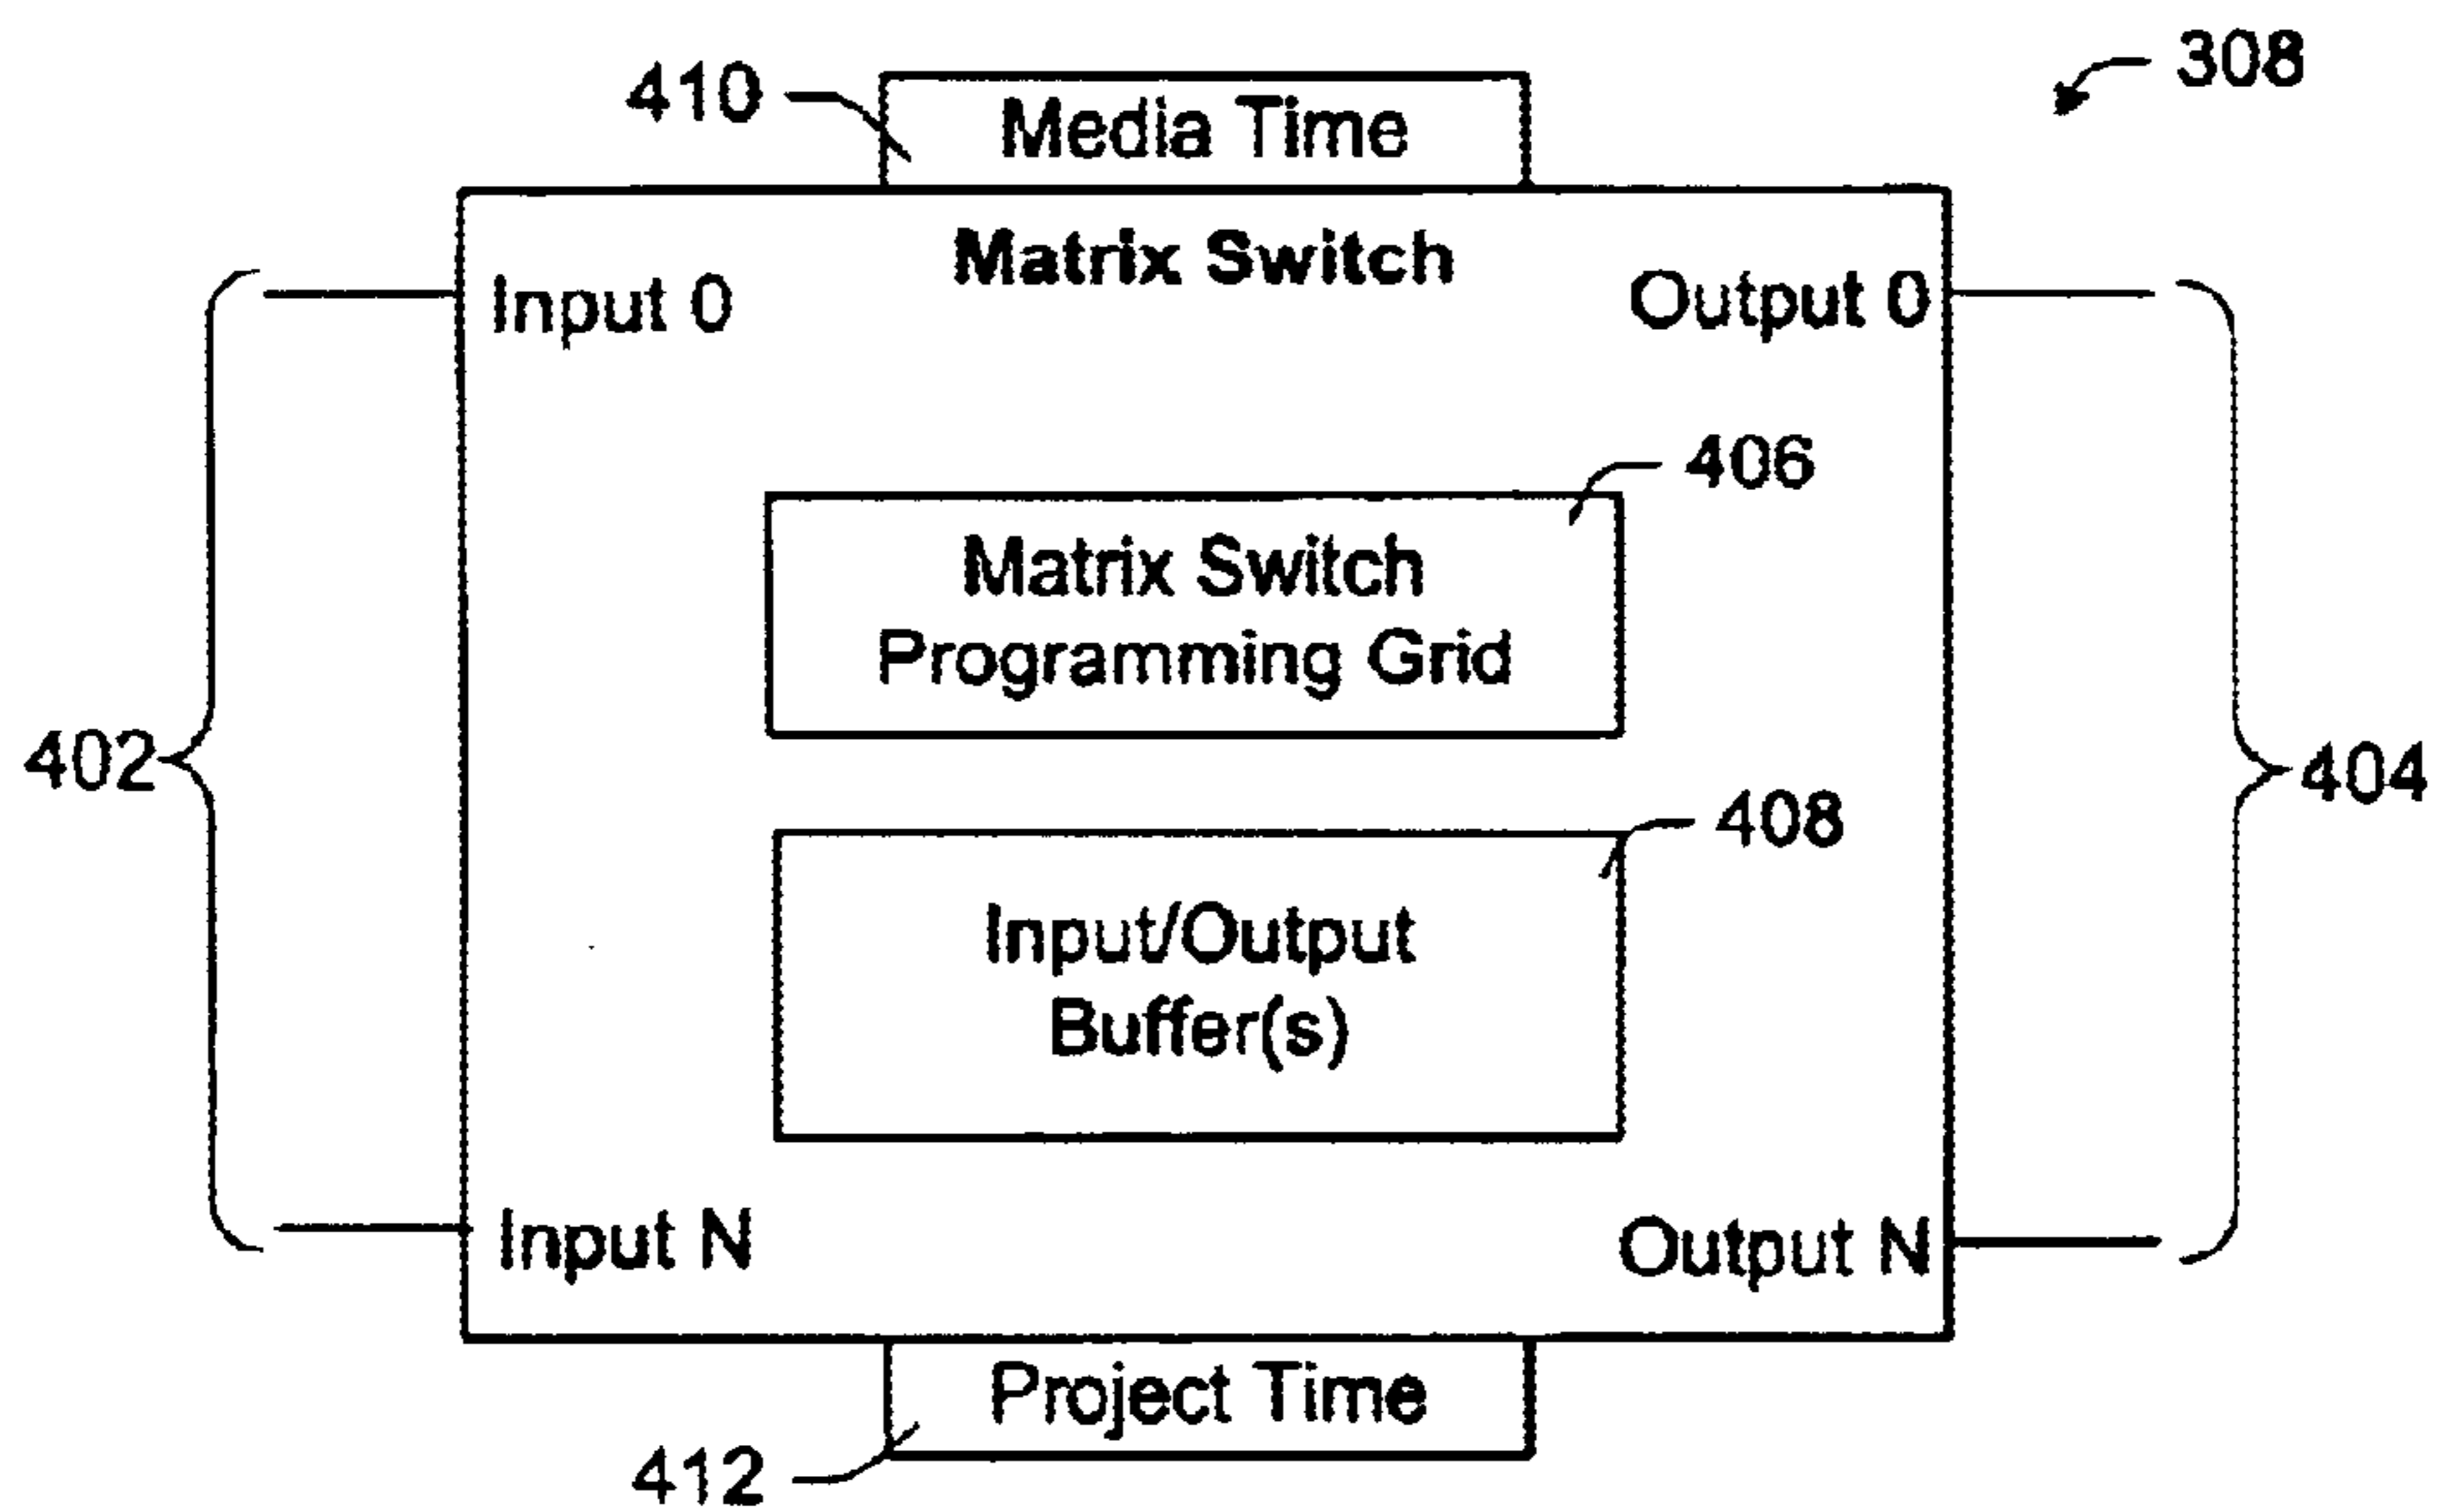 410
Media Time
308
Matrix Switch
Input 0
Output 0
406
Matrix Switch
Programming Grid
402
404
408
Input/Output
Buffer(s)
Input N
Output N
Project Time
412